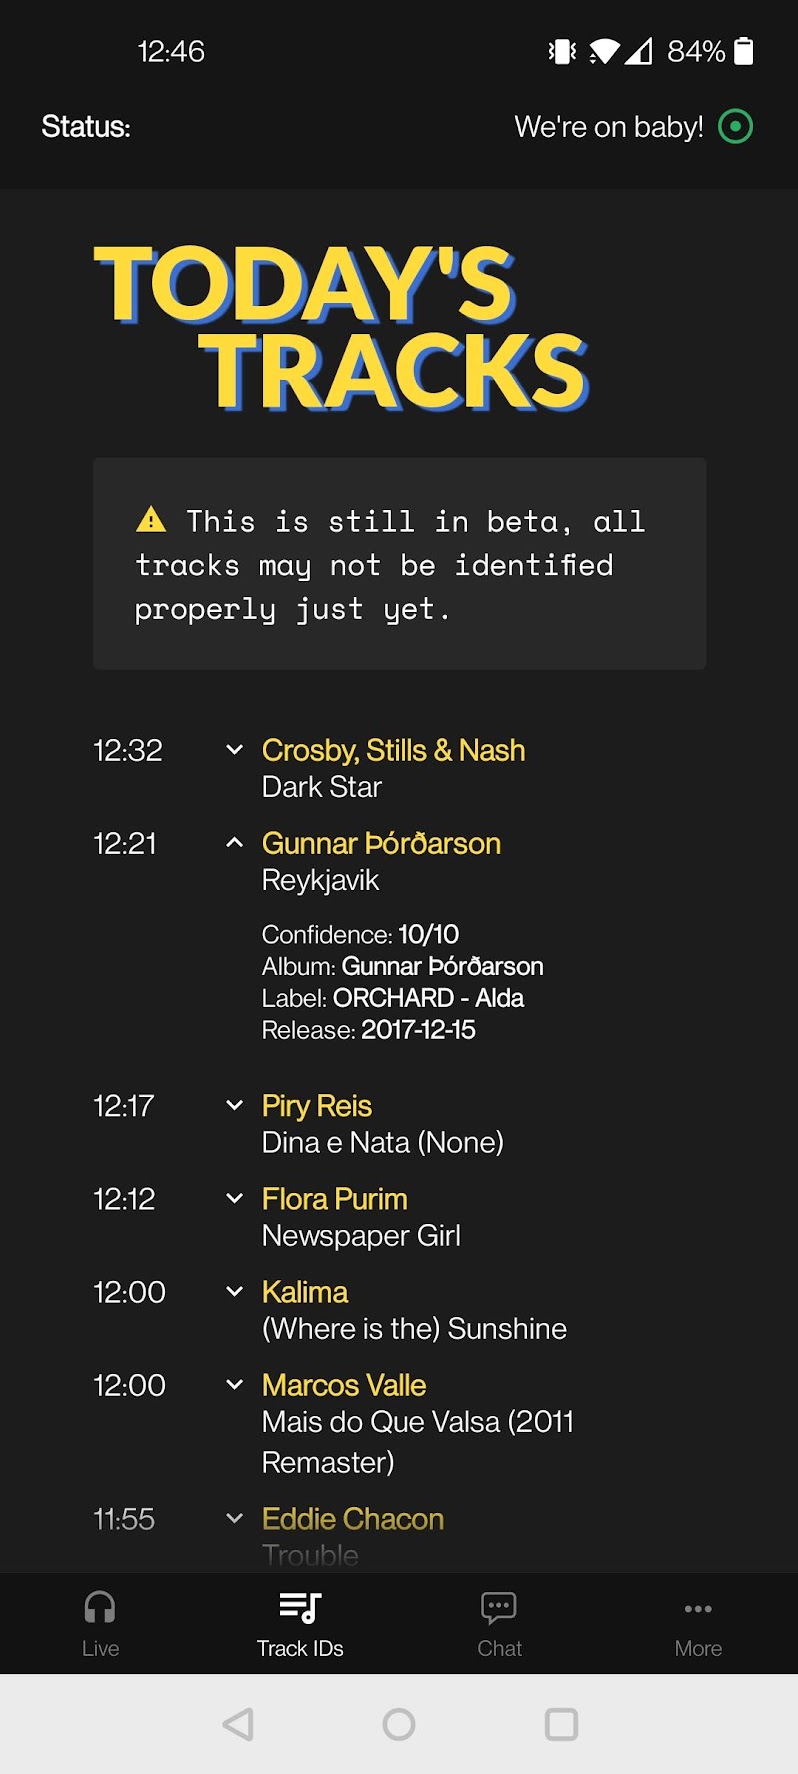 12:46 84%
Status: We're on baby!
TODAY'S
TRACKS
⚠ This is still in beta, all
tracks may not be identified
properly just yet.
12:32 Crosby, Stills & Nash
Dark Star
12:21 Gunnar Þórðarson
Reykjavik
Confidence: 10/10
Album: Gunnar Þórðarson
Label: ORCHARD - Alda
Release: 2017-12-15
12:17 Piry Reis
Dina e Nata (None)
12:12 Flora Purim
Newspaper Girl
12:00 Kalima
(Where is the) Sunshine
12:00 Marcos Valle
Mais do Que Valsa (2011
Remaster)
11:55 Eddie Chacon
Trouble
Live Track IDs Chat More